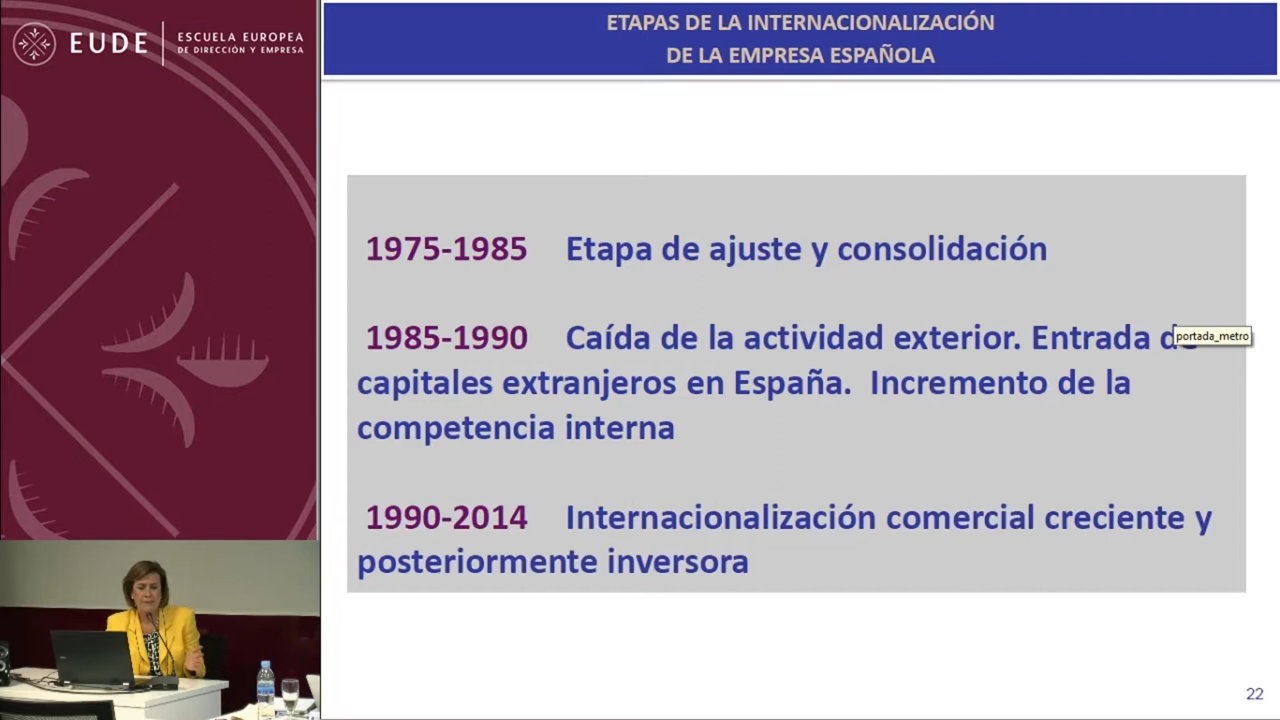 EUDE
ESCUELA EUROPEA
DE DIRECCIÓN Y EMPRESA
ETAPAS DE LA INTERNACIONALIZACIÓN
DE LA EMPRESA ESPAÑOLA
1975-1985 Etapa de ajuste y consolidación
1985-1990 Caída de la actividad exterior. Entrada de
portada_metro
capitales extranjeros en España. Incremento de la
competencia interna
1990-2014 Internacionalización comercial creciente y
posteriormente inversora
22